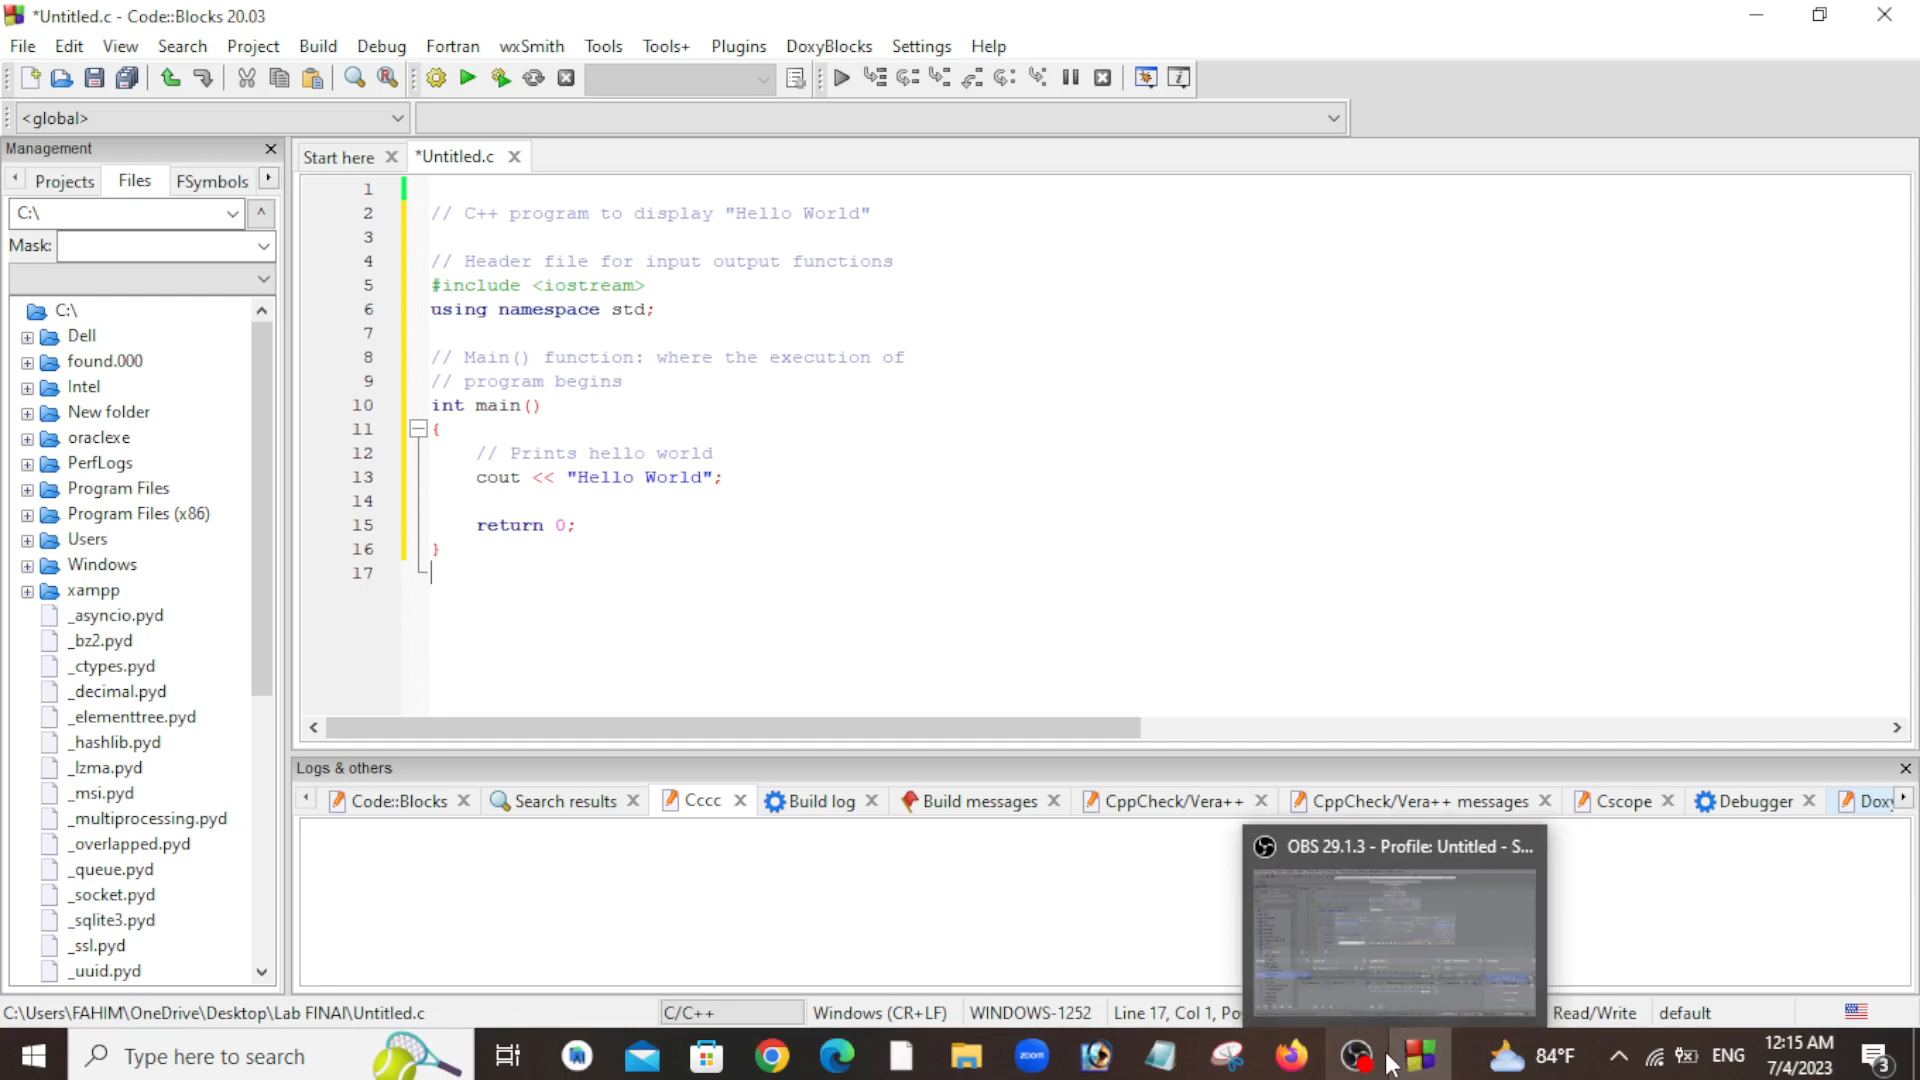 *Untitled.c - Code::Blocks 20.03
File Edit View Search Project Build Debug Fortran wxSmith Tools Tools+ Plugins DoxyBlocks Settings Help
<global>
Management
Projects Files FSymbols
C:\
Mask:
C:\
Dell
found.000
Intel
New folder
oraclexe
PerfLogs
Program Files
Program Files (x86)
Users
Windows
xampp
_asyncio.pyd
_bz2.pyd
_ctypes.pyd
_decimal.pyd
_elementtree.pyd
_hashlib.pyd
_lzma.pyd
_msi.pyd
_multiprocessing.pyd
_overlapped.pyd
_queue.pyd
_socket.pyd
_sqlite3.pyd
_ssl.pyd
_uuid.pyd
Start here *Untitled.c
1
2 // C++ program to display "Hello World"
3
4 // Header file for input output functions
5 #include <iostream>
6 using namespace std;
7
8 // Main() function: where the execution of
9 // program begins
10 int main()
11 {
12 // Prints hello world
13 cout << "Hello World";
14
15 return 0;
16 }
17
Logs & others
Code::Blocks Search results Cccc Build log Build messages CppCheck/Vera++ CppCheck/Vera++ messages Cscope Debugger Doxy
OBS 29.1.3 - Profile: Untitled - S...
C:\Users\FAHIM\OneDrive\Desktop\Lab FINAl\Untitled.c C/C++ Windows (CR+LF) WINDOWS-1252 Line 17, Col 1, Po Read/Write default
Type here to search zoom 84°F ENG 12:15 AM
7/4/2023 3